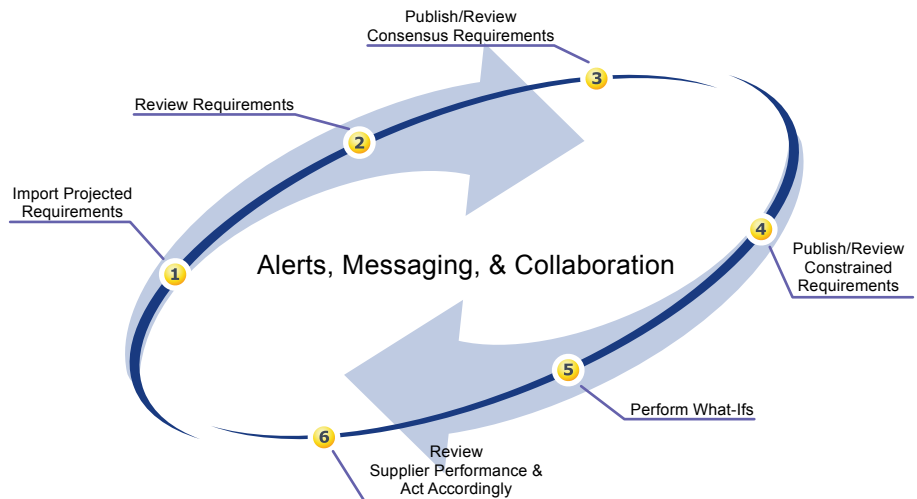 Publish/Review
Consensus Requirements
3
Review Requirements
2
Import Projected
Requirements
1
4
Alerts, Messaging, & Collaboration
Publish/Review
Constrained
Requirements
5
Perform What-Ifs
6
Review
Supplier Performance &
Act Accordingly